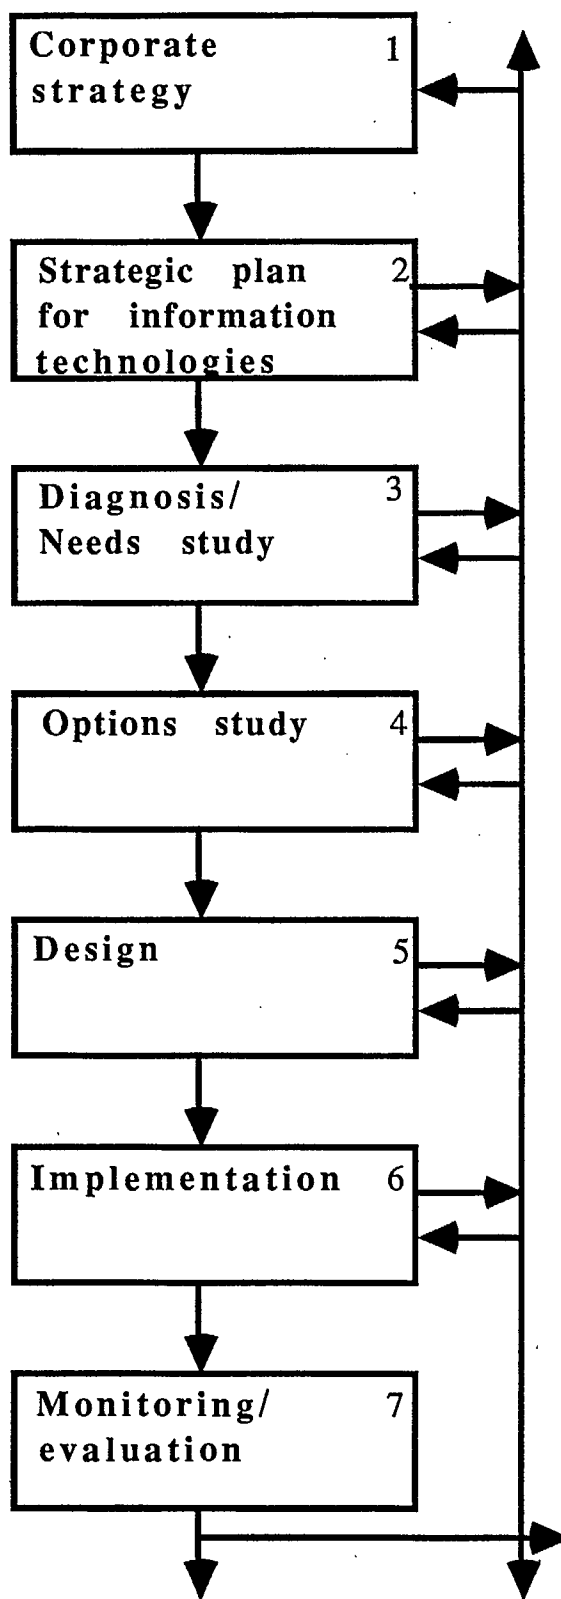 Corporate 1
strategy
Strategic plan 2
for information
technologies
Diagnosis/ 3
Needs study
Options study 4
Design 5
Implementation 6
Monitoring/ 7
evaluation